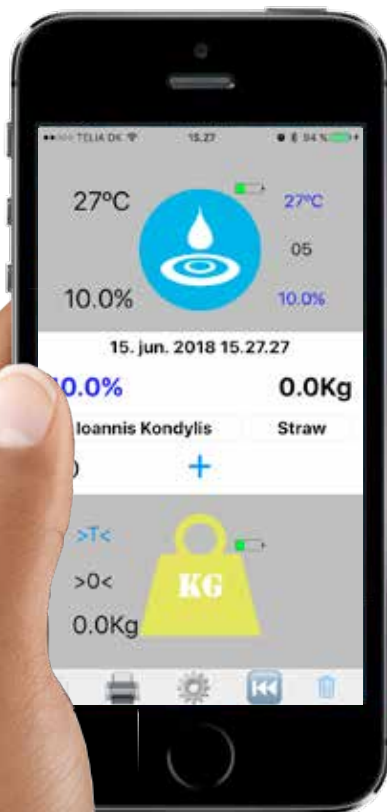 TELIA DK 15.27 94 %
27ºC 27ºC
05
10.0% 10.0%
15. jun. 2018 15.27.27
0.0% 0.0Kg
Ioannis Kondylis Straw
+
>T<
KG
>0<
0.0Kg